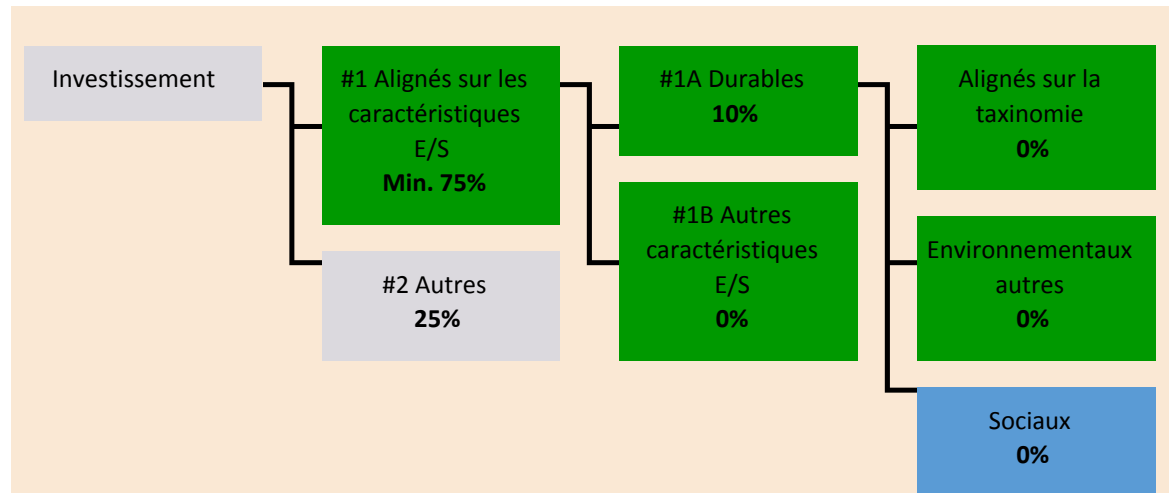 Investissement
#1 Alignés sur les
caractéristiques
E/S
Min. 75%
#2 Autres
25%
#1A Durables
10%
#1B Autres
caractéristiques
E/S
0%
Alignés sur la
taxinomie
0%
Environnementaux
autres
0%
Sociaux
0%